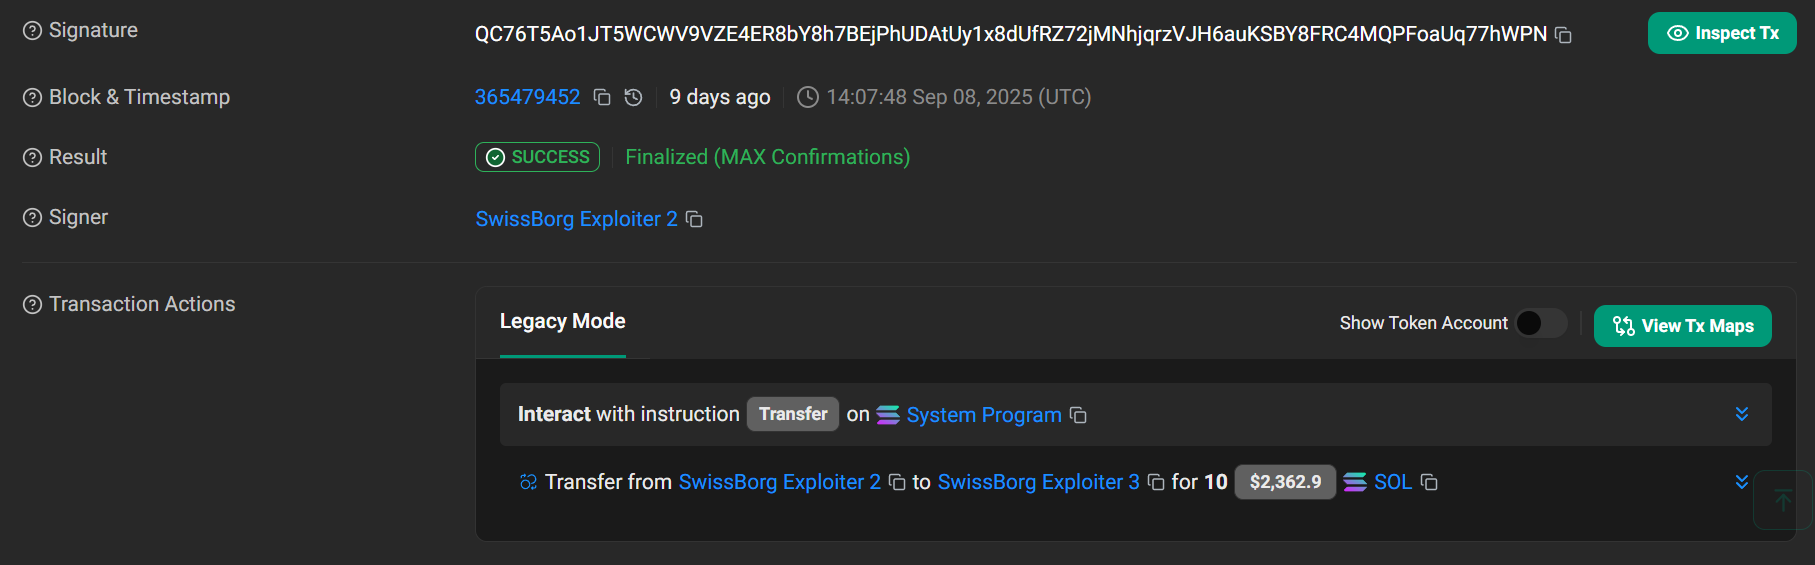 Signature
QC76T5Ao1JT5WCWV9VZE4ER8bY8h7BEjPhUDAtUy1x8dUfRZ72jMNhjqrzVJH6auKSBY8FRC4MQPFoaUq77hWPN
Inspect Tx
Block & Timestamp
365479452 9 days ago 14:07:48 Sep 08, 2025 (UTC)
Result
SUCCESS Finalized (MAX Confirmations)
Signer
SwissBorg Exploiter 2
Transaction Actions
Legacy Mode
Show Token Account
View Tx Maps
Interact with instruction Transfer on System Program
Transfer from SwissBorg Exploiter 2 to SwissBorg Exploiter 3 for 10 $2,362.9 SOL